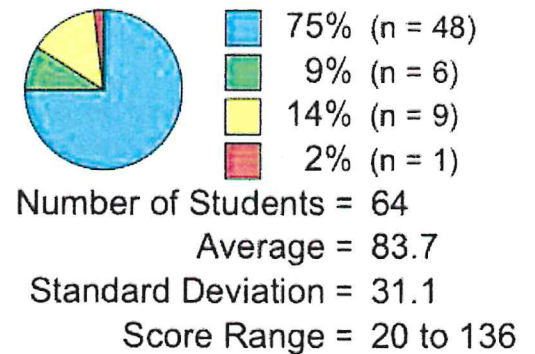 75% (n = 48)
9% (n = 6)
14% (n = 9)
2% (n = 1)
Number of Students = 64
Average = 83.7
Standard Deviation = 31.1
Score Range = 20 to 136